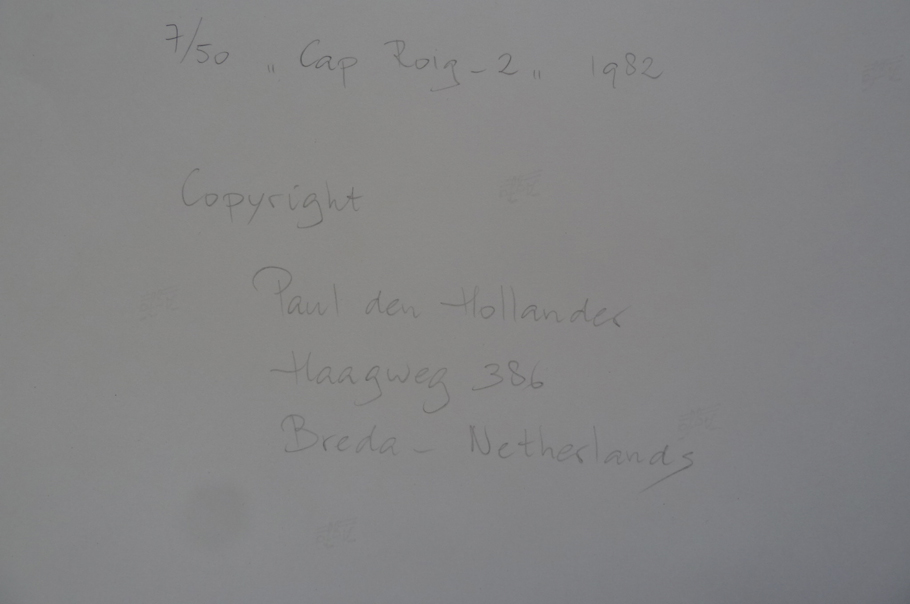 7/50 „ Cap Roig - 2 „ 1982
Copyright
Paul den Hollander
Haagweg 386
Breda - Netherlands